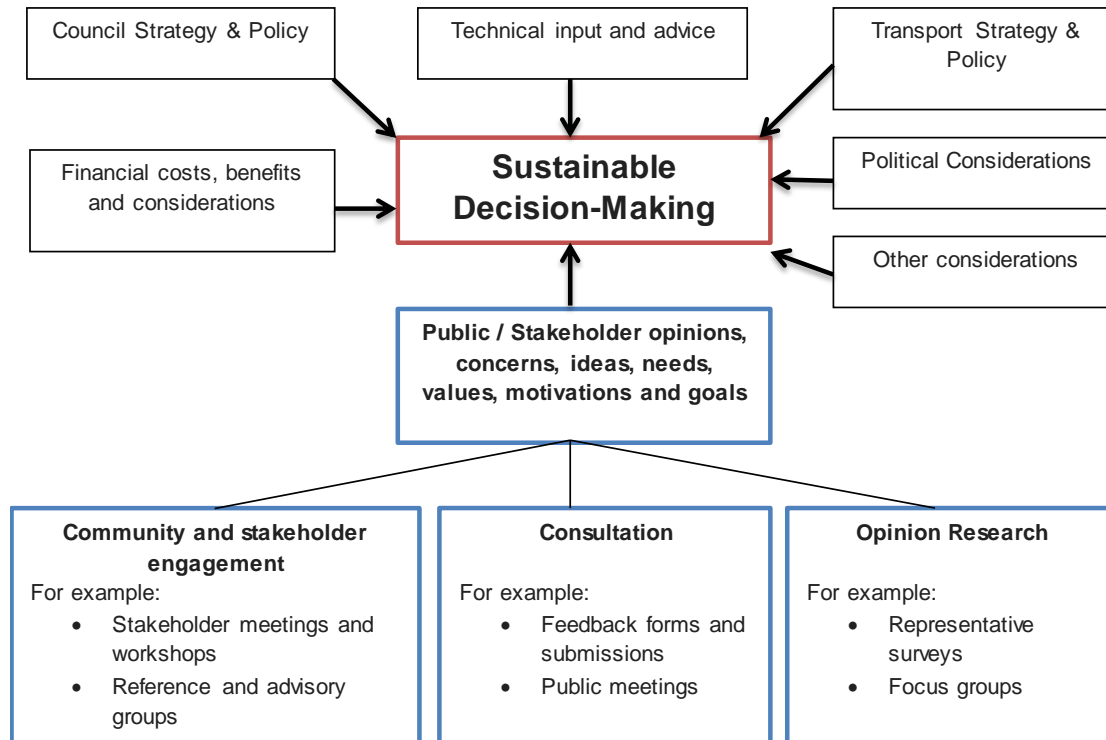 Council Strategy & Policy
Technical input and advice
Transport Strategy &
Policy
Financial costs, benefits
and considerations
Sustainable
Decision-Making
Political Considerations
Other considerations
Public / Stakeholder opinions,
concerns, ideas, needs,
values, motivations and goals
Community and stakeholder
engagement
For example:
• Stakeholder meetings and
workshops
• Reference and advisory
groups
Consultation
For example:
• Feedback forms and
submissions
• Public meetings
Opinion Research
For example:
• Representative
surveys
• Focus groups